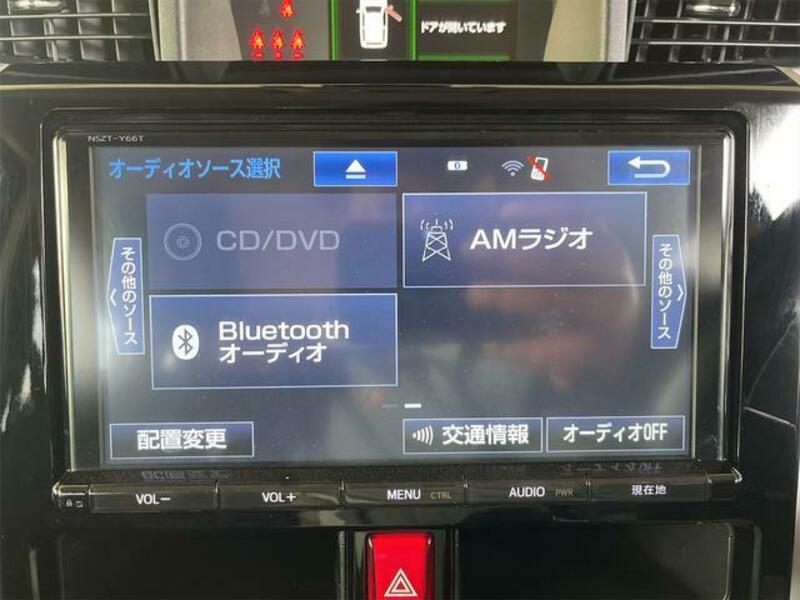 ドアが開いています
NSZT-Y66T
オーディオソース選択
CD/DVD
AMラジオ
その他のソース
その他のソース
Bluetooth
オーディオ
配置変更
交通情報
オーディオOFF
VOL−
VOL+
MENU CTRL
AUDIO PWR
現在地